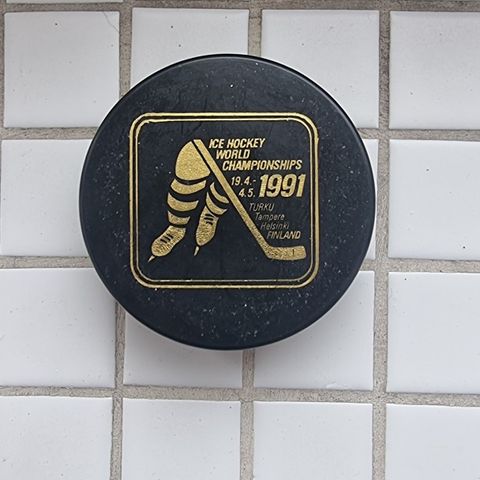 ICE HOCKEY
WORLD
CHAMPIONSHIPS
19.4.-
4.5. 1991
TURKU
Tampere
Helsinki
FINLAND